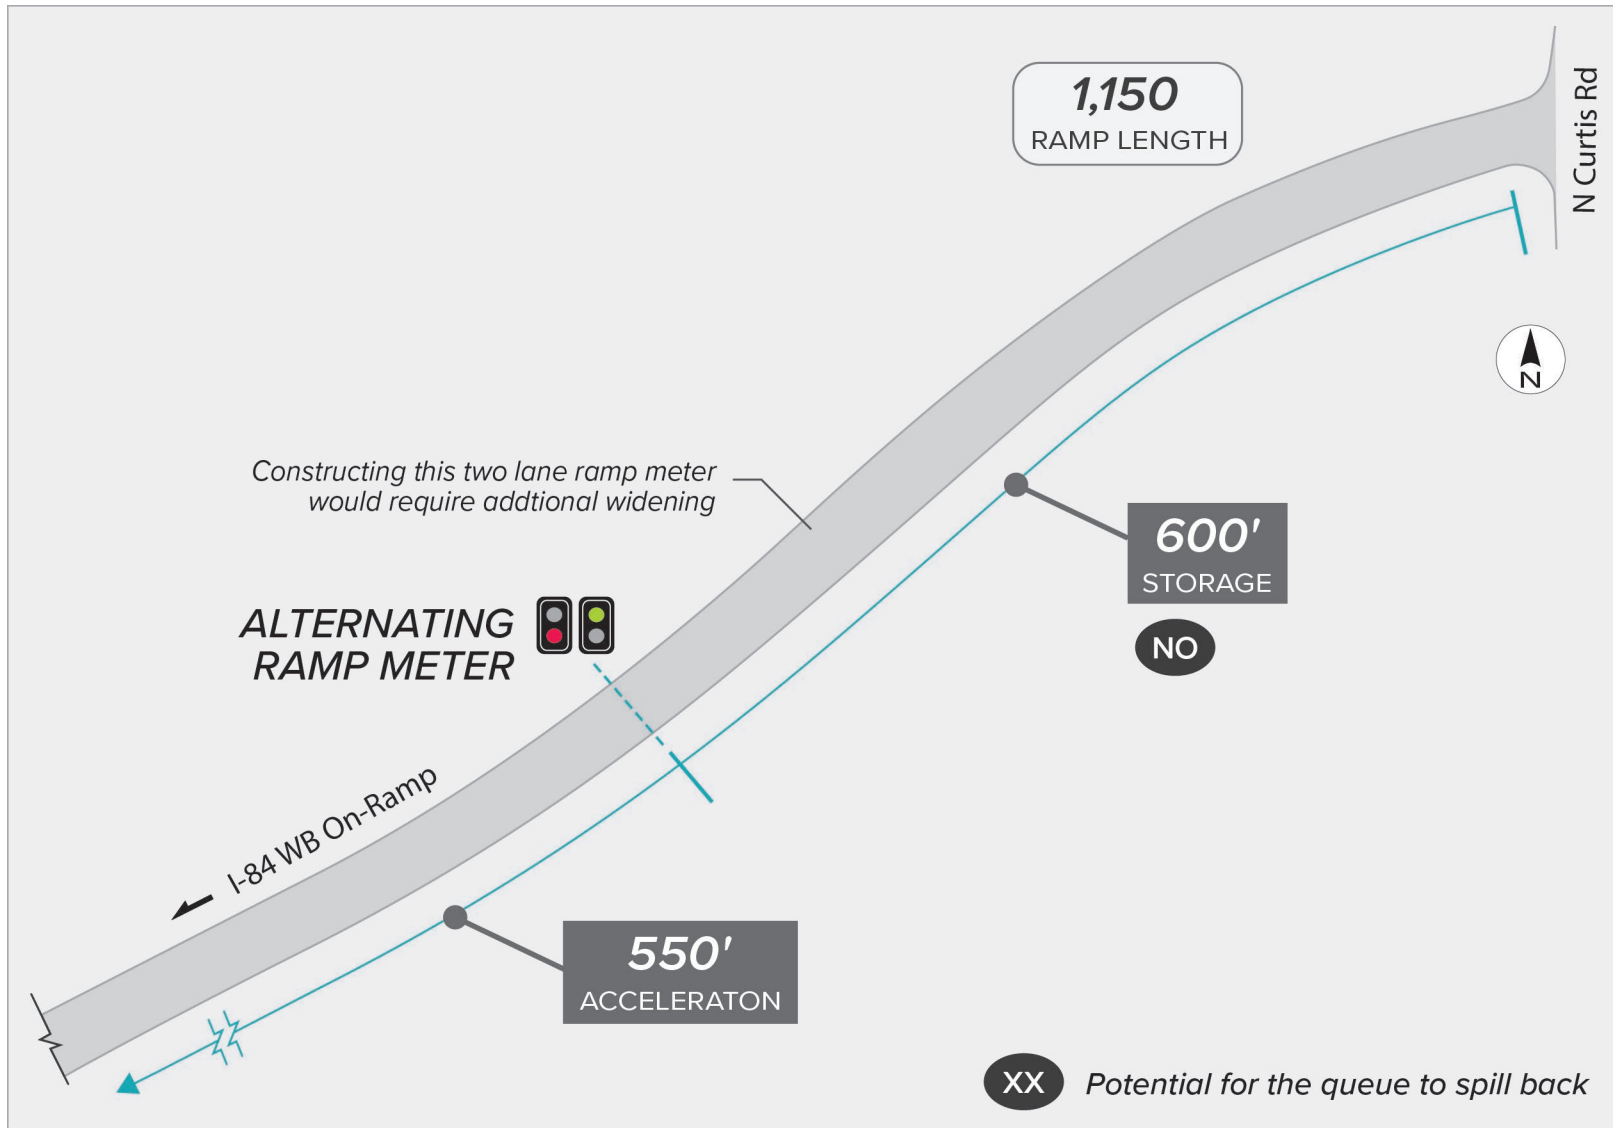 1,150
RAMP LENGTH
N Curtis Rd
N
Constructing this two lane ramp meter
would require addtional widening
600'
STORAGE
NO
ALTERNATING
RAMP METER
I-84 WB On-Ramp
550'
ACCELERATON
XX Potential for the queue to spill back